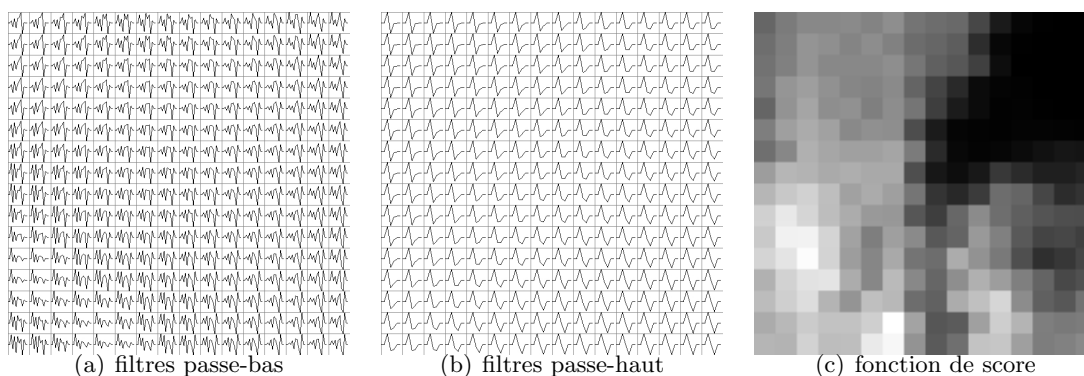 (a) filtres passe-bas
(b) filtres passe-haut
(c) fonction de score